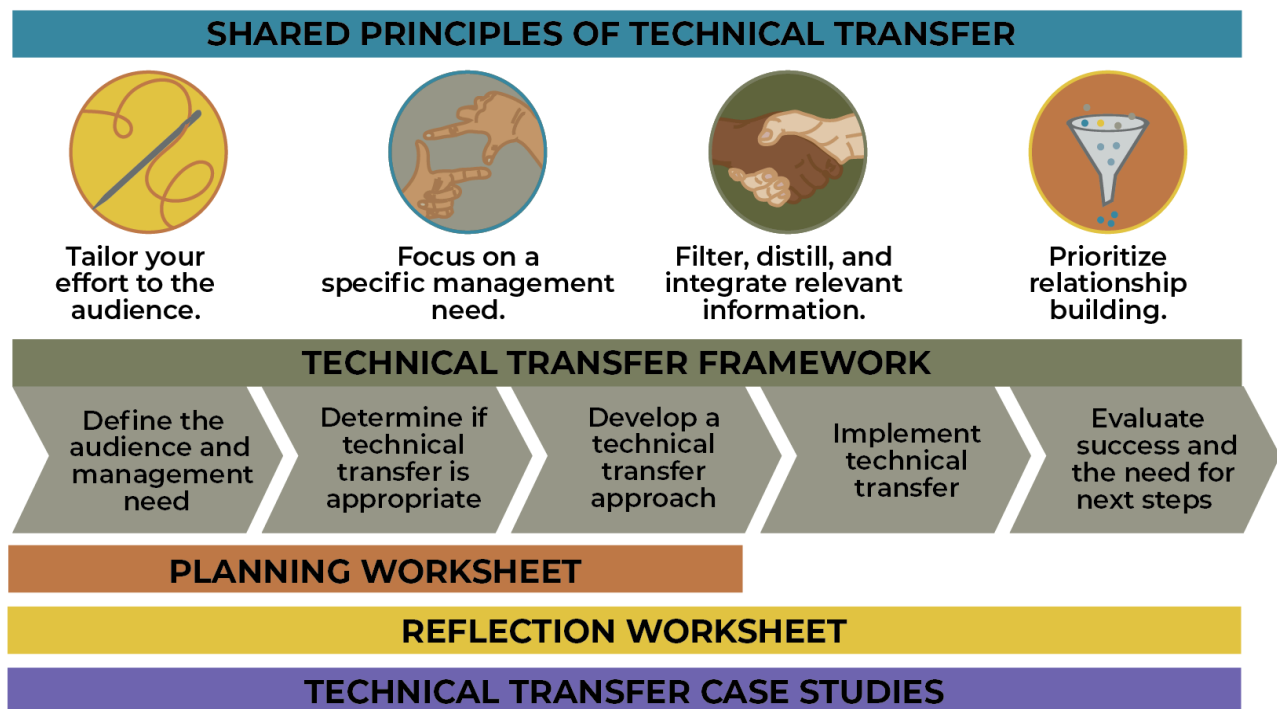 SHARED PRINCIPLES OF TECHNICAL TRANSFER
Tailor your
effort to the
audience.
Focus on a
specific management
need.
Filter, distill, and
integrate relevant
information.
Prioritize
relationship
building.
TECHNICAL TRANSFER FRAMEWORK
Define the
audience and
management
need
Determine if
technical
transfer is
appropriate
Develop a
technical
transfer
approach
Implement
technical
transfer
Evaluate
success and
the need for
next steps
PLANNING WORKSHEET
REFLECTION WORKSHEET
TECHNICAL TRANSFER CASE STUDIES